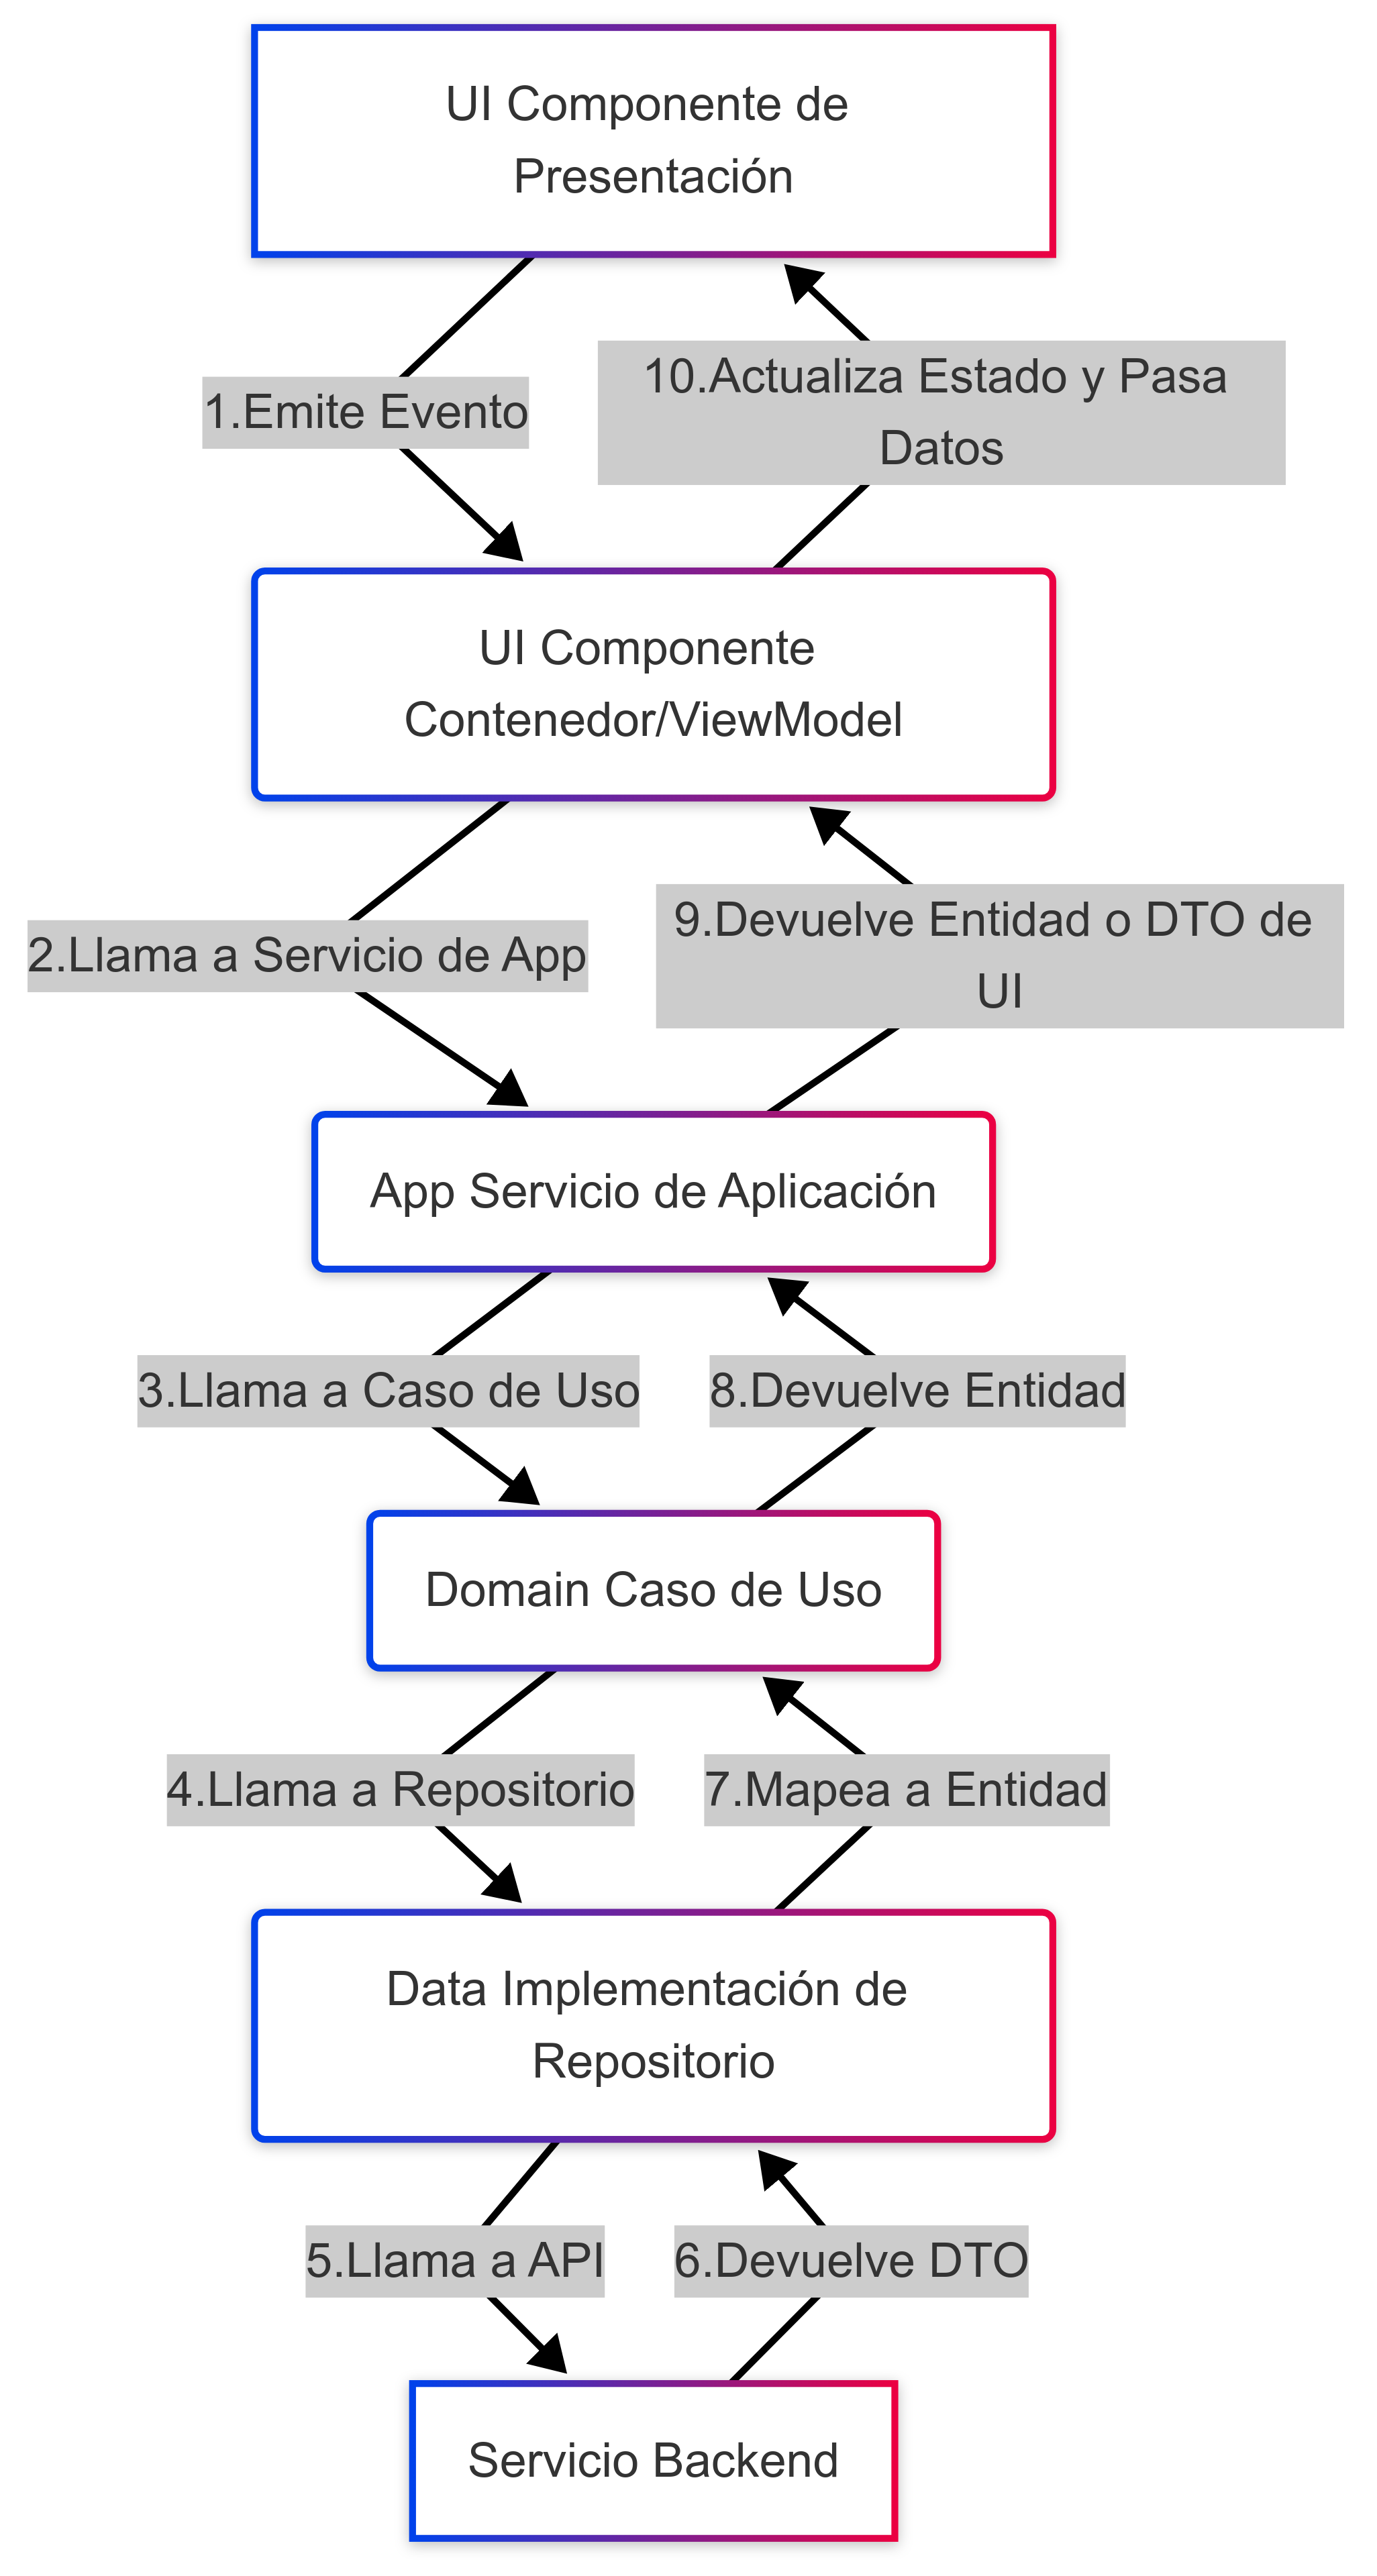 UI Componente de
Presentación
1.Emite Evento
10.Actualiza Estado y Pasa
Datos
UI Componente
Contenedor/ViewModel
2.Llama a Servicio de App
9.Devuelve Entidad o DTO de
UI
App Servicio de Aplicación
3.Llama a Caso de Uso
8.Devuelve Entidad
Domain Caso de Uso
4.Llama a Repositorio
7.Mapea a Entidad
Data Implementación de
Repositorio
5.Llama a API
6.Devuelve DTO
Servicio Backend